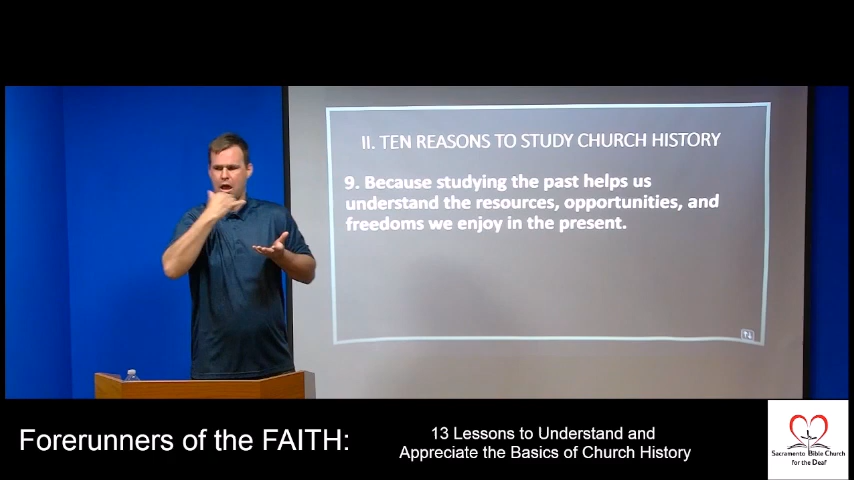 II. TEN REASONS TO STUDY CHURCH HISTORY
9. Because studying the past helps us
understand the resources, opportunities, and
freedoms we enjoy in the present.
Forerunners of the FAITH:
13 Lessons to Understand and
Appreciate the Basics of Church History
Sacramento Bible Church
for the Deaf